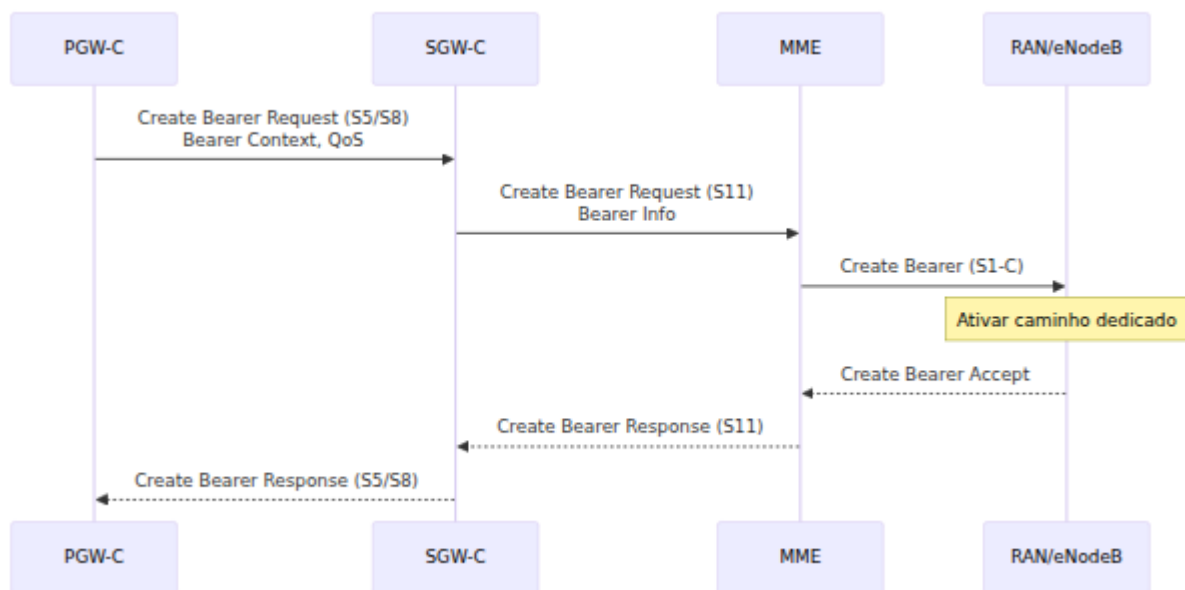 PGW-C
SGW-C
MME
RAN/eNodeB
Create Bearer Request (S5/S8)
Bearer Context, QoS
Create Bearer Request (S11)
Bearer Info
Create Bearer (S1-C)
Ativar caminho dedicado
Create Bearer Accept
Create Bearer Response (S11)
Create Bearer Response (S5/S8)
PGW-C
SGW-C
MME
RAN/eNodeB